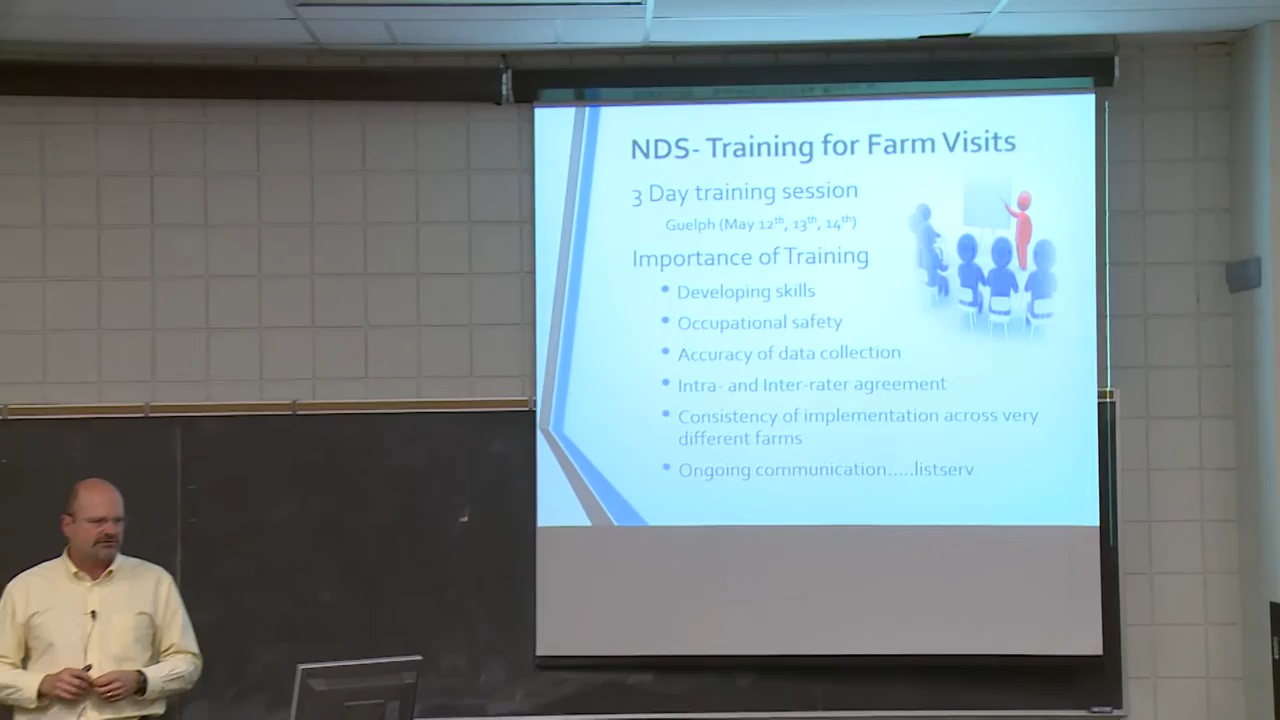 NDS- Training for Farm Visits
3 Day training session
Guelph (May 12th, 13th, 14th)
Importance of Training
• Developing skills
• Occupational safety
• Accuracy of data collection
• Intra- and Inter-rater agreement
• Consistency of implementation across very
different farms
• Ongoing communication.....listserv